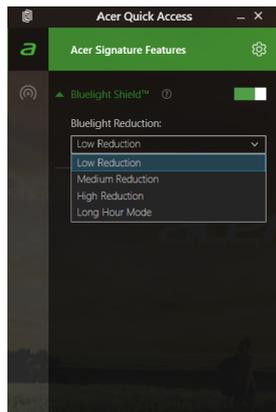 Acer Quick Access
a
Acer Signature Features
Bluelight Shield™ ?
Bluelight Reduction:
Low Reduction
Low Reduction
Medium Reduction
High Reduction
Long Hour Mode
acer